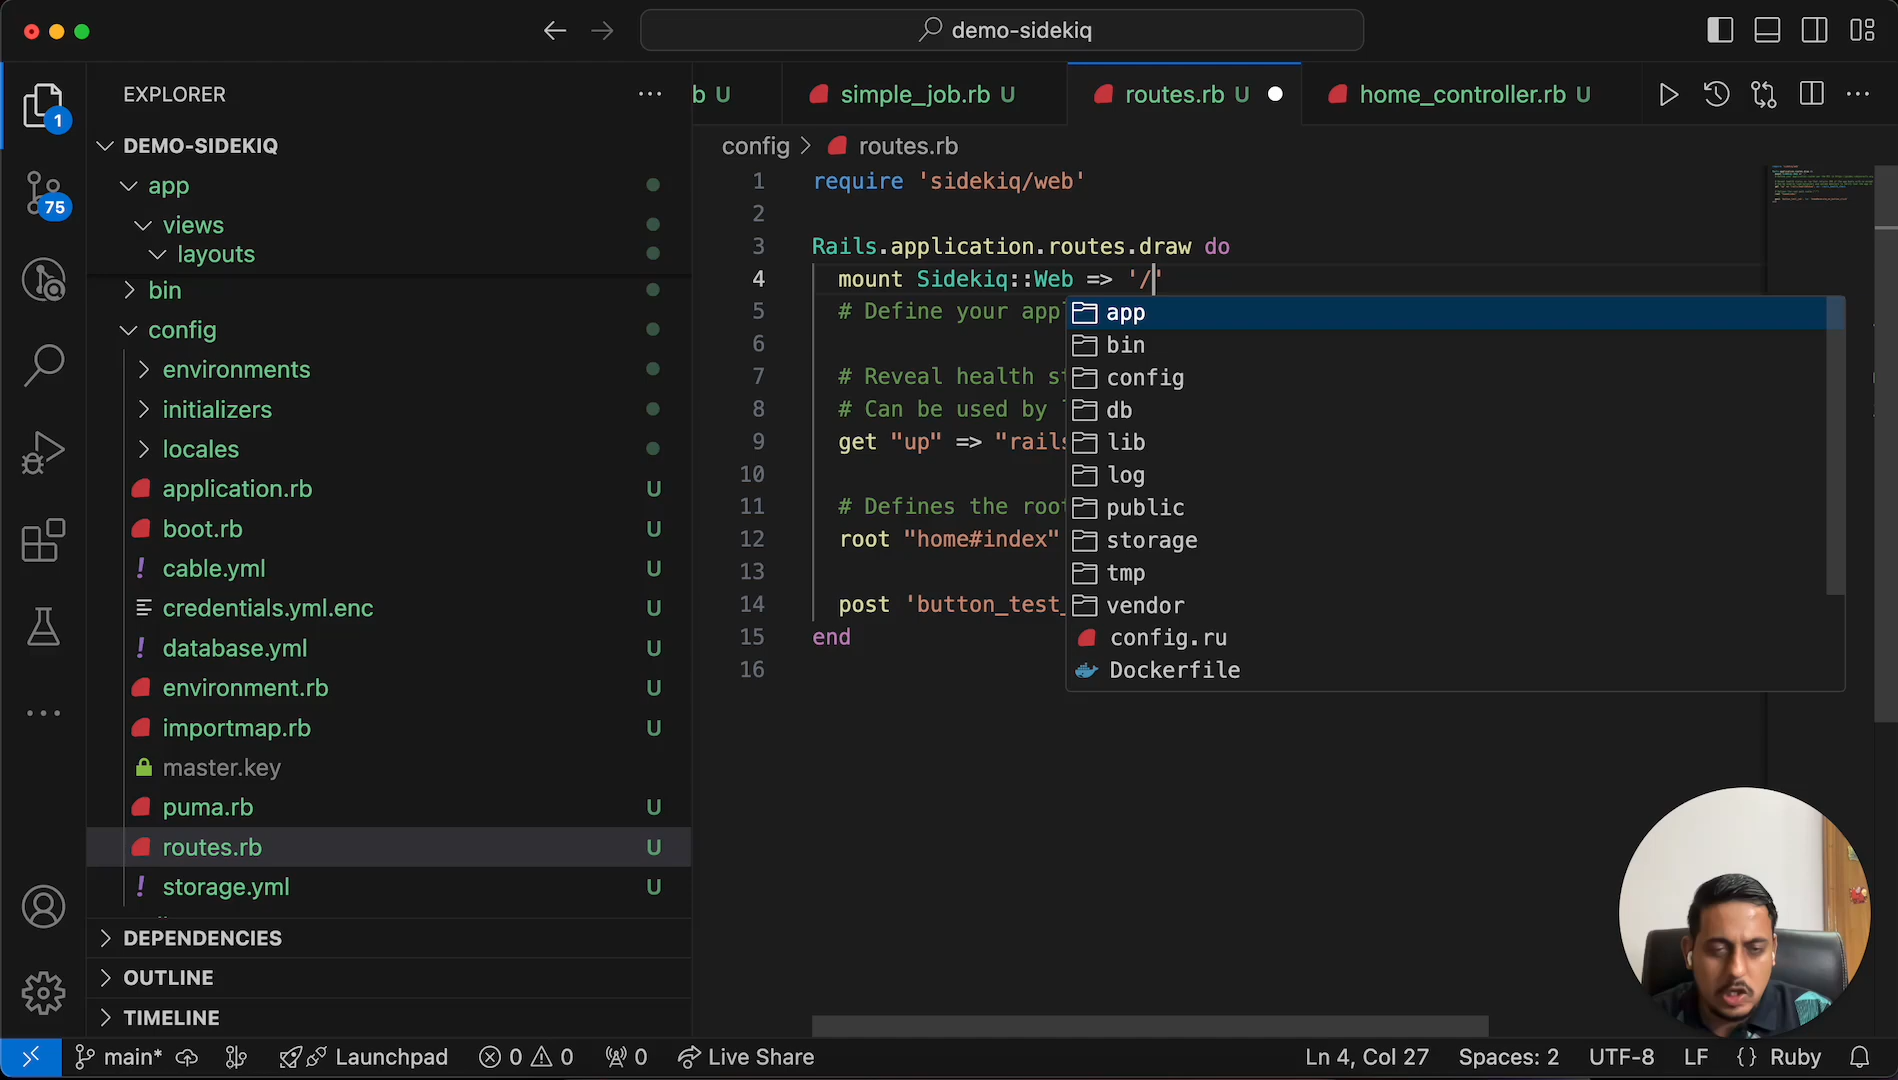 demo-sidekiq
EXPLORER
b U
simple_job.rb U
routes.rb U
home_controller.rb U
1
75
DEMO-SIDEKIQ
app
views
layouts
bin
config
environments
initializers
locales
application.rb U
boot.rb U
cable.yml U
credentials.yml.enc U
database.yml U
environment.rb U
importmap.rb U
master.key
puma.rb U
routes.rb U
storage.yml U
DEPENDENCIES
OUTLINE
TIMELINE
config > routes.rb
1 require 'sidekiq/web'
2
3 Rails.application.routes.draw do
4 mount Sidekiq::Web => '/'
5 # Define your app
6
7 # Reveal health st
8 # Can be used by
9 get "up" => "rails
10
11 # Defines the root
12 root "home#index"
13
14 post 'button_test_
15 end
16
app
bin
config
db
lib
log
public
storage
tmp
vendor
config.ru
Dockerfile
main* Launchpad 0 0 0 Live Share Ln 4, Col 27 Spaces: 2 UTF-8 LF {} Ruby